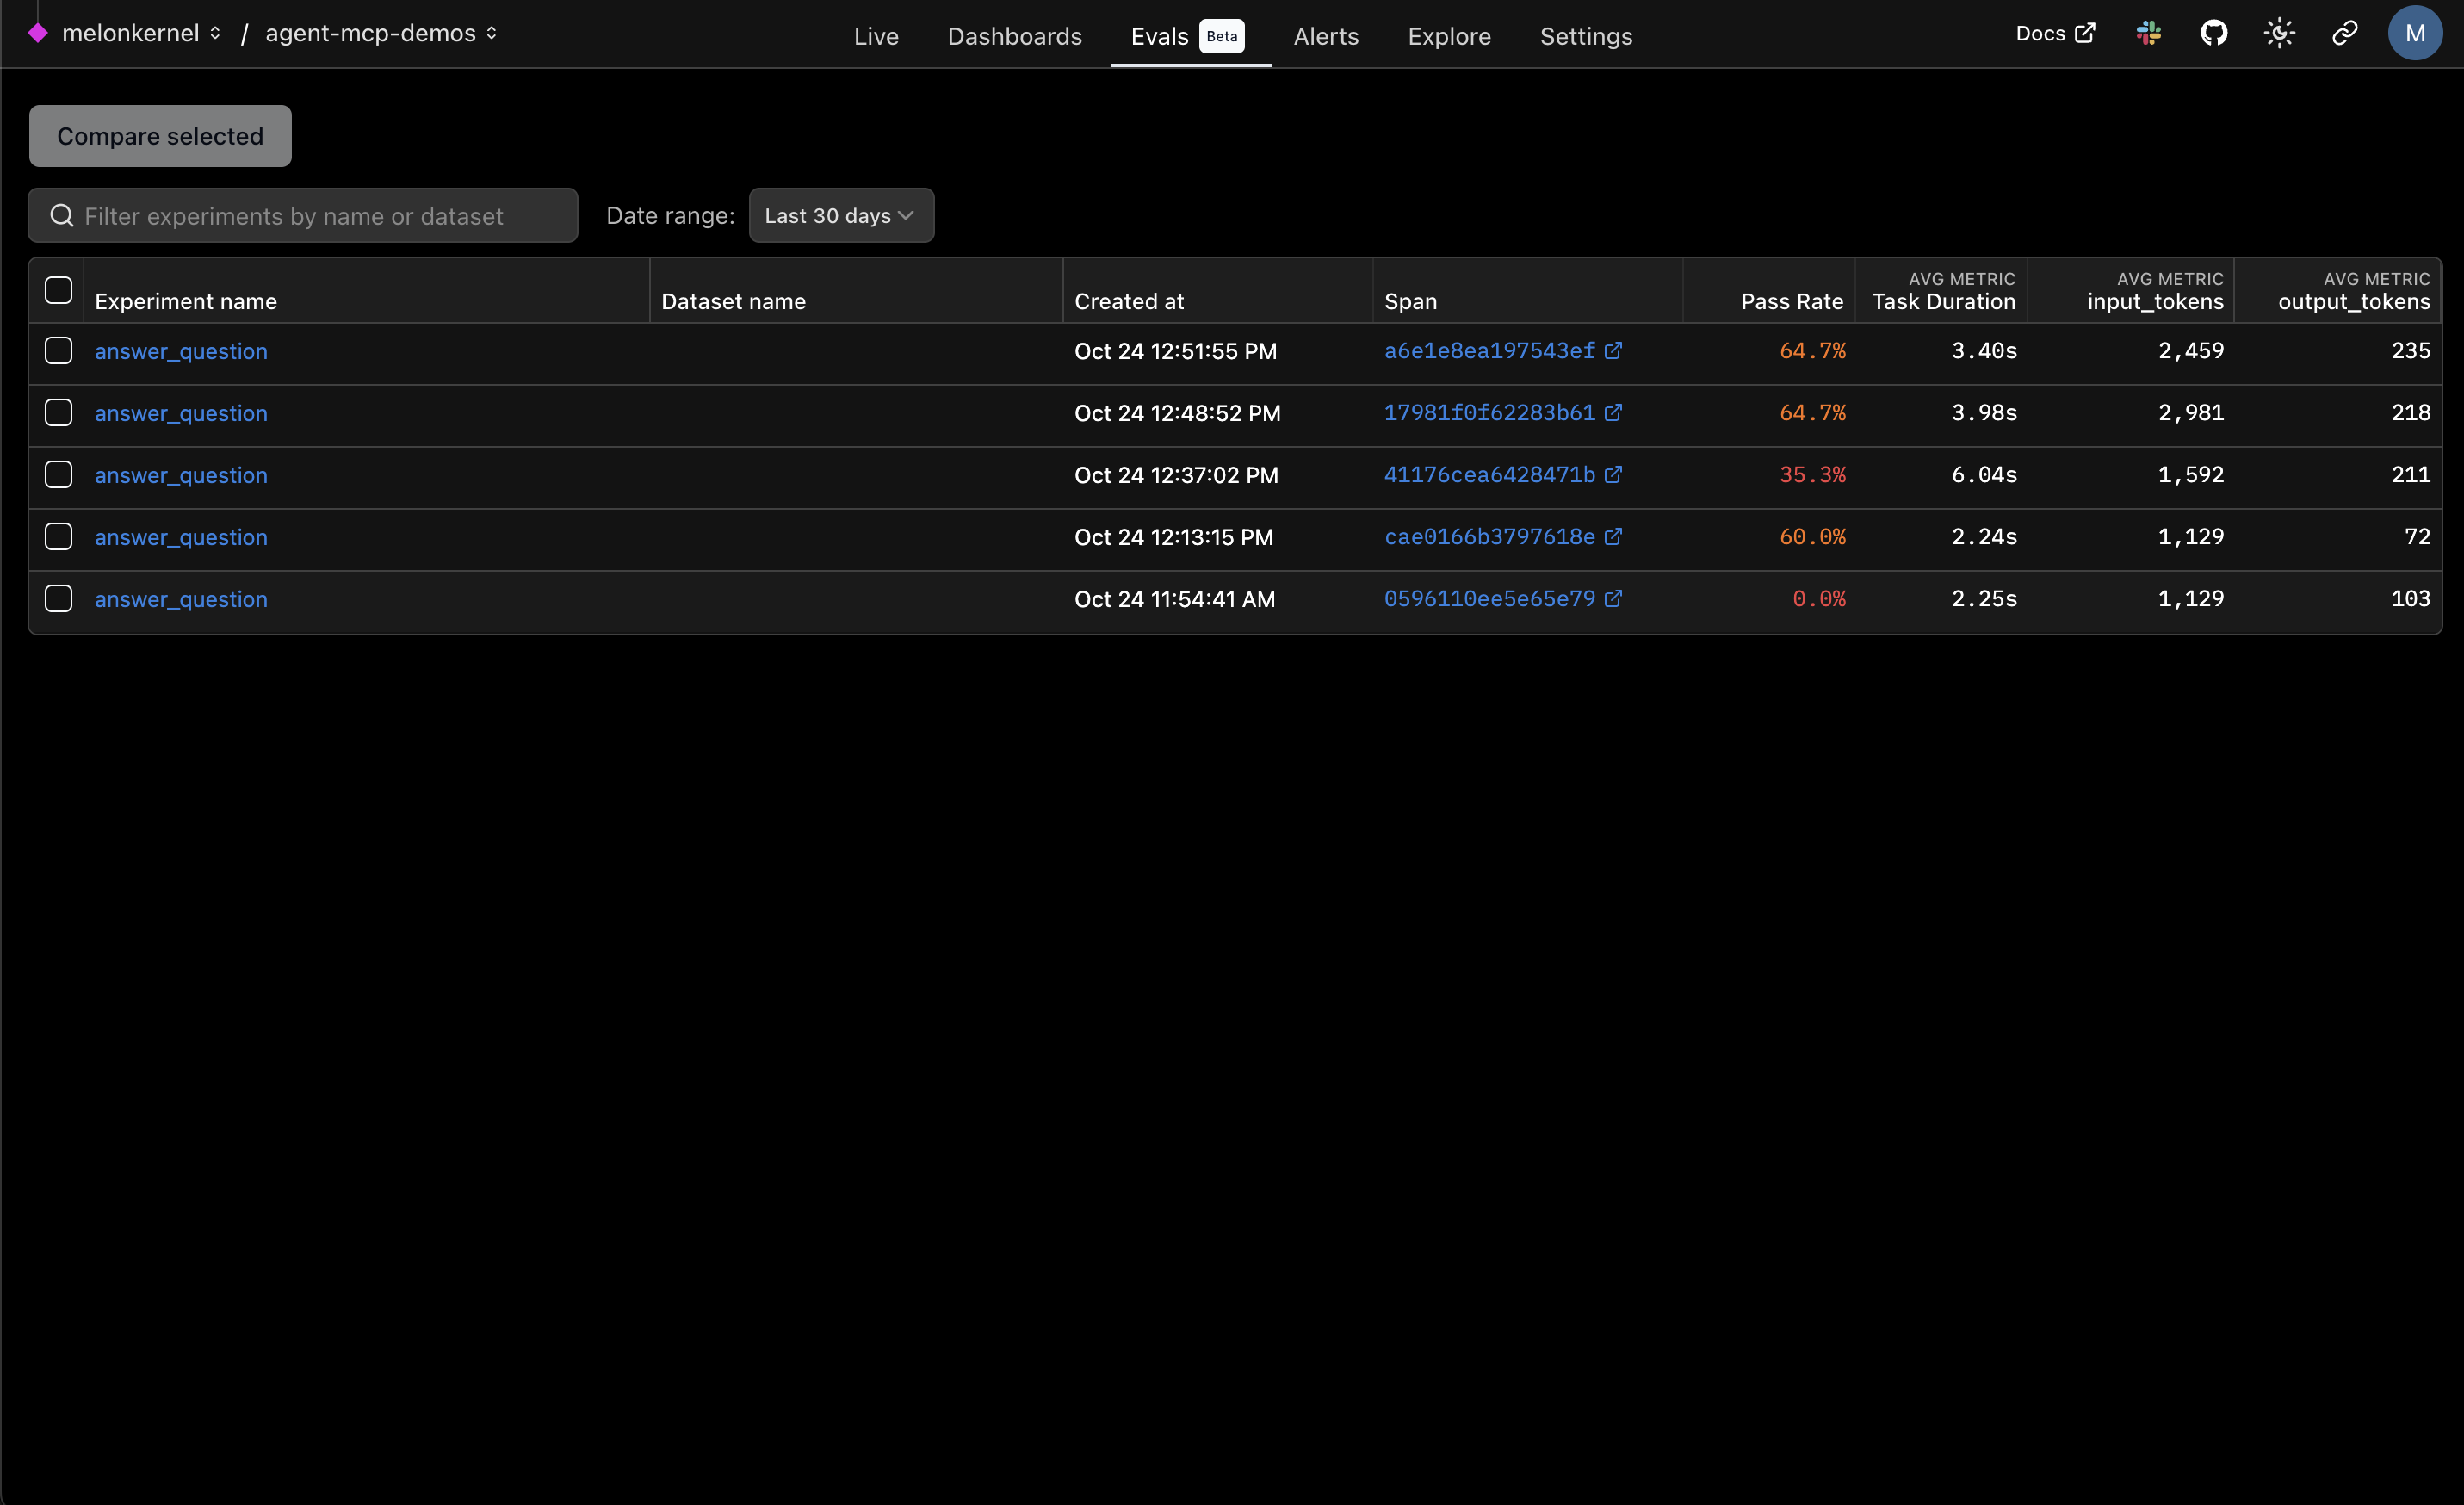 melonkernel / agent-mcp-demos Live Dashboards Evals Beta Alerts Explore Settings Docs M
Compare selected
Filter experiments by name or dataset Date range: Last 30 days
AVG METRIC AVG METRIC AVG METRIC
Experiment name Dataset name Created at Span Pass Rate Task Duration input_tokens output_tokens
answer_question Oct 24 12:51:55 PM a6e1e8ea197543ef 64.7% 3.40s 2,459 235
answer_question Oct 24 12:48:52 PM 17981f0f62283b61 64.7% 3.98s 2,981 218
answer_question Oct 24 12:37:02 PM 41176cea6428471b 35.3% 6.04s 1,592 211
answer_question Oct 24 12:13:15 PM cae0166b3797618e 60.0% 2.24s 1,129 72
answer_question Oct 24 11:54:41 AM 0596110ee5e65e79 0.0% 2.25s 1,129 103